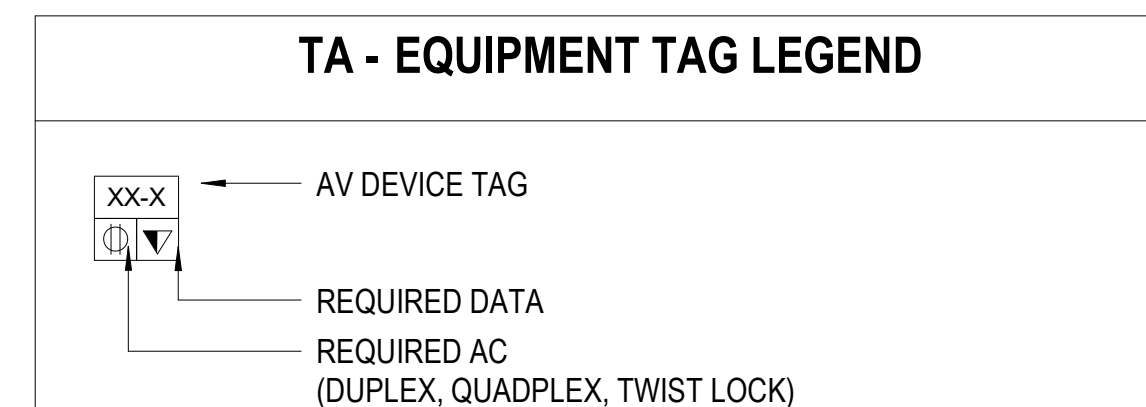 TA - EQUIPMENT TAG LEGEND
XX-X
AV DEVICE TAG
REQUIRED DATA
REQUIRED AC
(DUPLEX, QUADPLEX, TWIST LOCK)